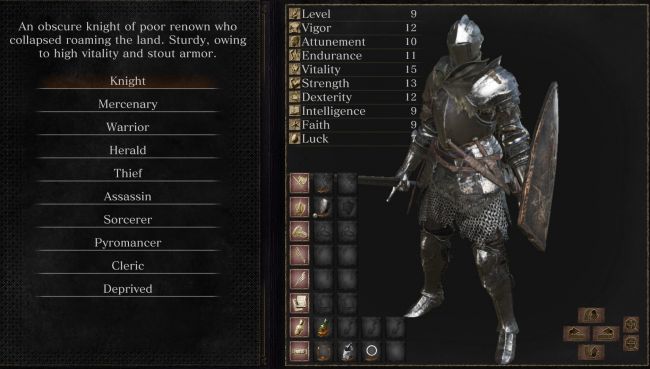 An obscure knight of poor renown who
collapsed roaming the land. Sturdy, owing
to high vitality and stout armor.
Knight
Mercenary
Warrior
Herald
Thief
Assassin
Sorcerer
Pyromancer
Cleric
Deprived
Level 9
Vigor 12
Attunement 10
Endurance 11
Vitality 15
Strength 13
Dexterity 12
Intelligence 9
Faith 9
Luck